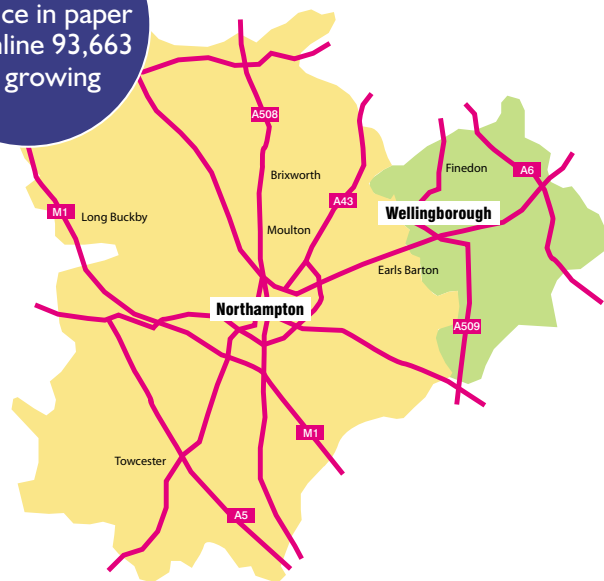 ce in paper
nline 93,663
growing
A508
Brixworth
Finedon
A6
A43
M1
Long Buckby
Wellingborough
Moulton
Earls Barton
Northampton
A509
M1
Towcester
A5